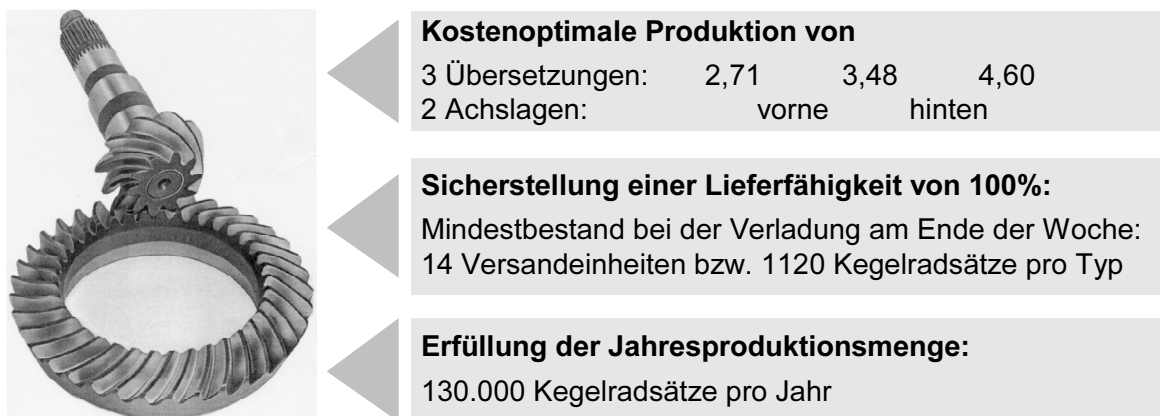 Kostenoptimale Produktion von
3 Übersetzungen: 2,71 3,48 4,60
2 Achslagen: vorne hinten
Sicherstellung einer Lieferfähigkeit von 100%:
Mindestbestand bei der Verladung am Ende der Woche:
14 Versandeinheiten bzw. 1120 Kegelradsätze pro Typ
Erfüllung der Jahresproduktionsmenge:
130.000 Kegelradsätze pro Jahr